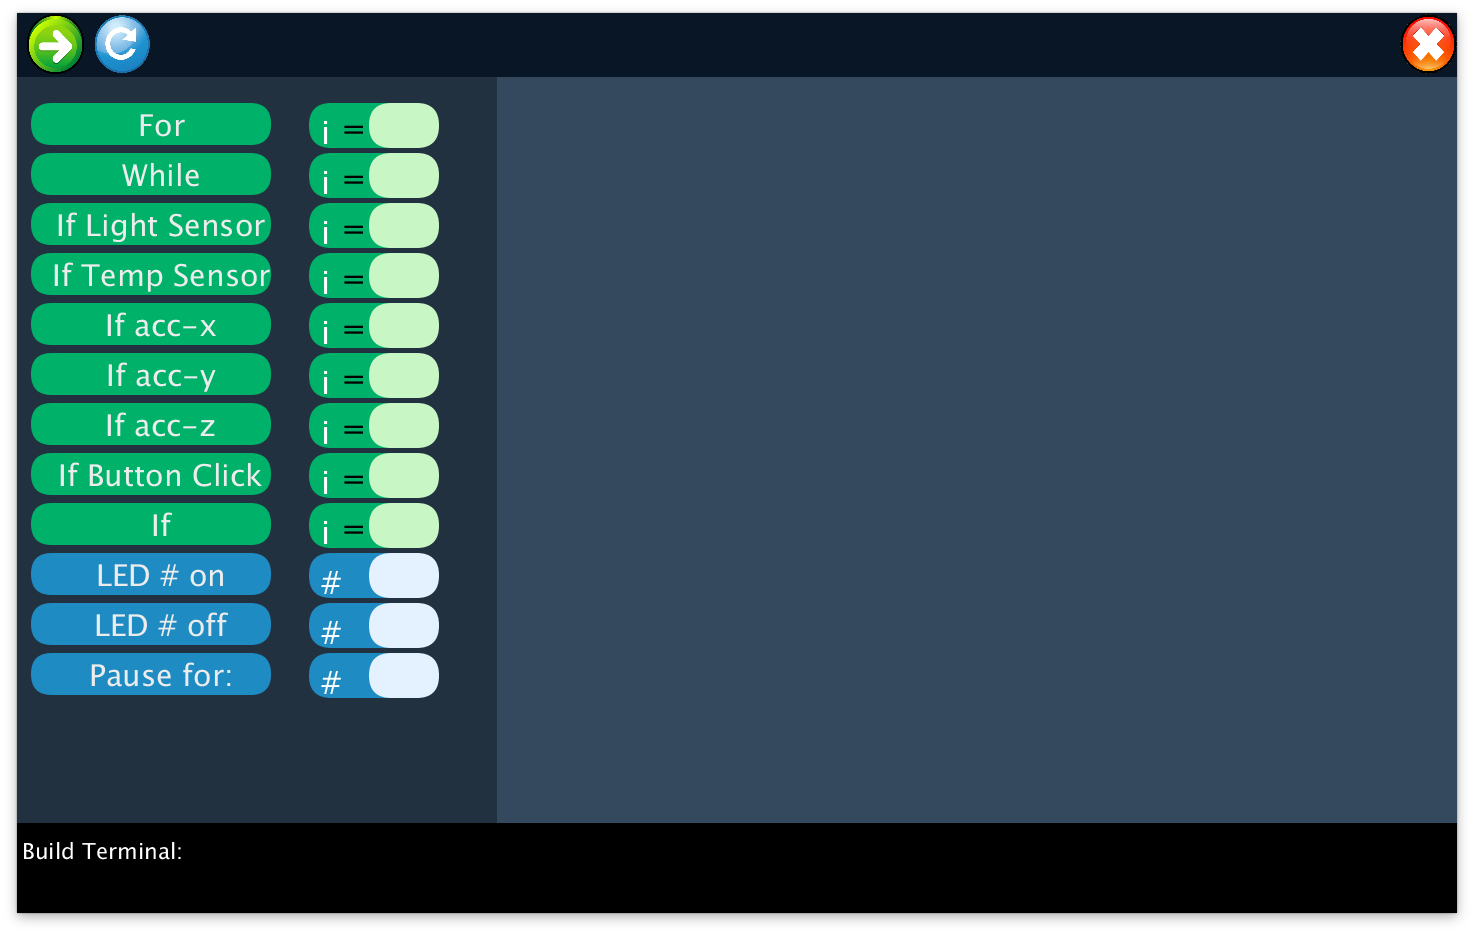 For i =
While i =
If Light Sensor i =
If Temp Sensor i =
If acc-x i =
If acc-y i =
If acc-z i =
If Button Click i =
If i =
LED # on #
LED # off #
Pause for: #
Build Terminal: